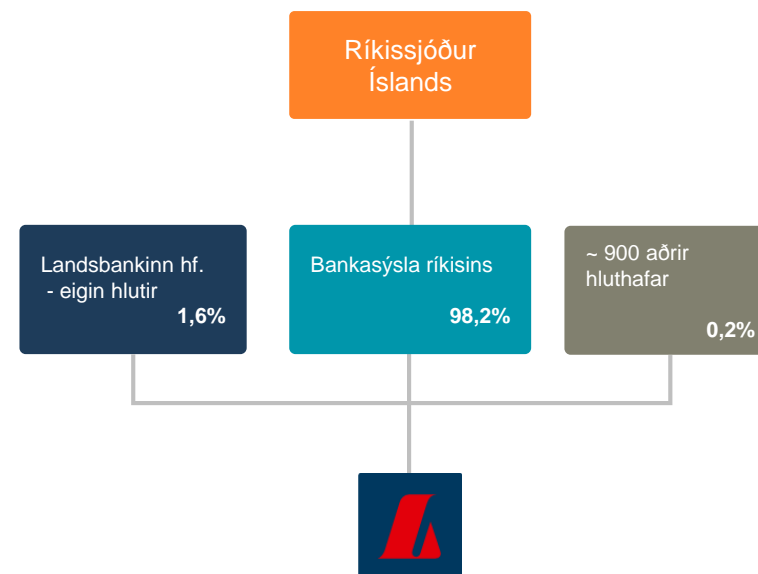 Ríkissjóður
Íslands
Landsbankinn hf.
- eigin hlutir
1,6%
Bankasýsla ríkisins
98,2%
~ 900 aðrir
hluthafar
0,2%